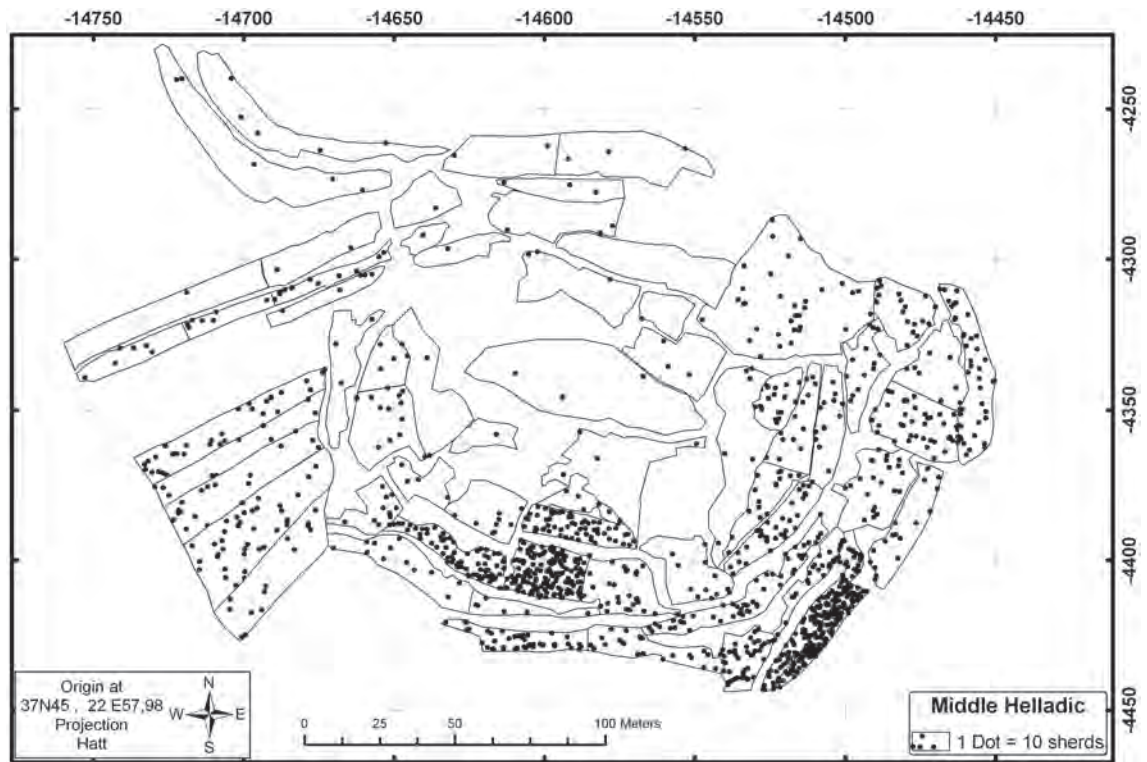 -14750 -14700 -14650 -14600 -14550 -14500 -14450
-4250
-4300
-4350
-4400
-4450
Origin at
37N45 , 22 E57,98
Projection
Hatt
N
W E
S
0 25 50 100 Meters
Middle Helladic
1 Dot = 10 sherds